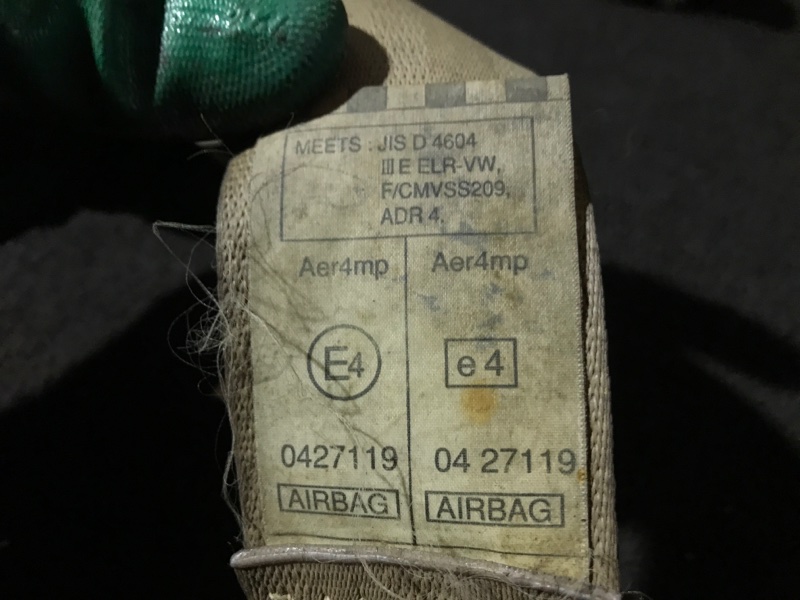 MEETS : JIS D 4604
III E ELR-VW,
F/CMVSS209,
ADR 4.
Aer4mp
E4
0427119
AIRBAG
Aer4mp
e 4
04 27119
AIRBAG